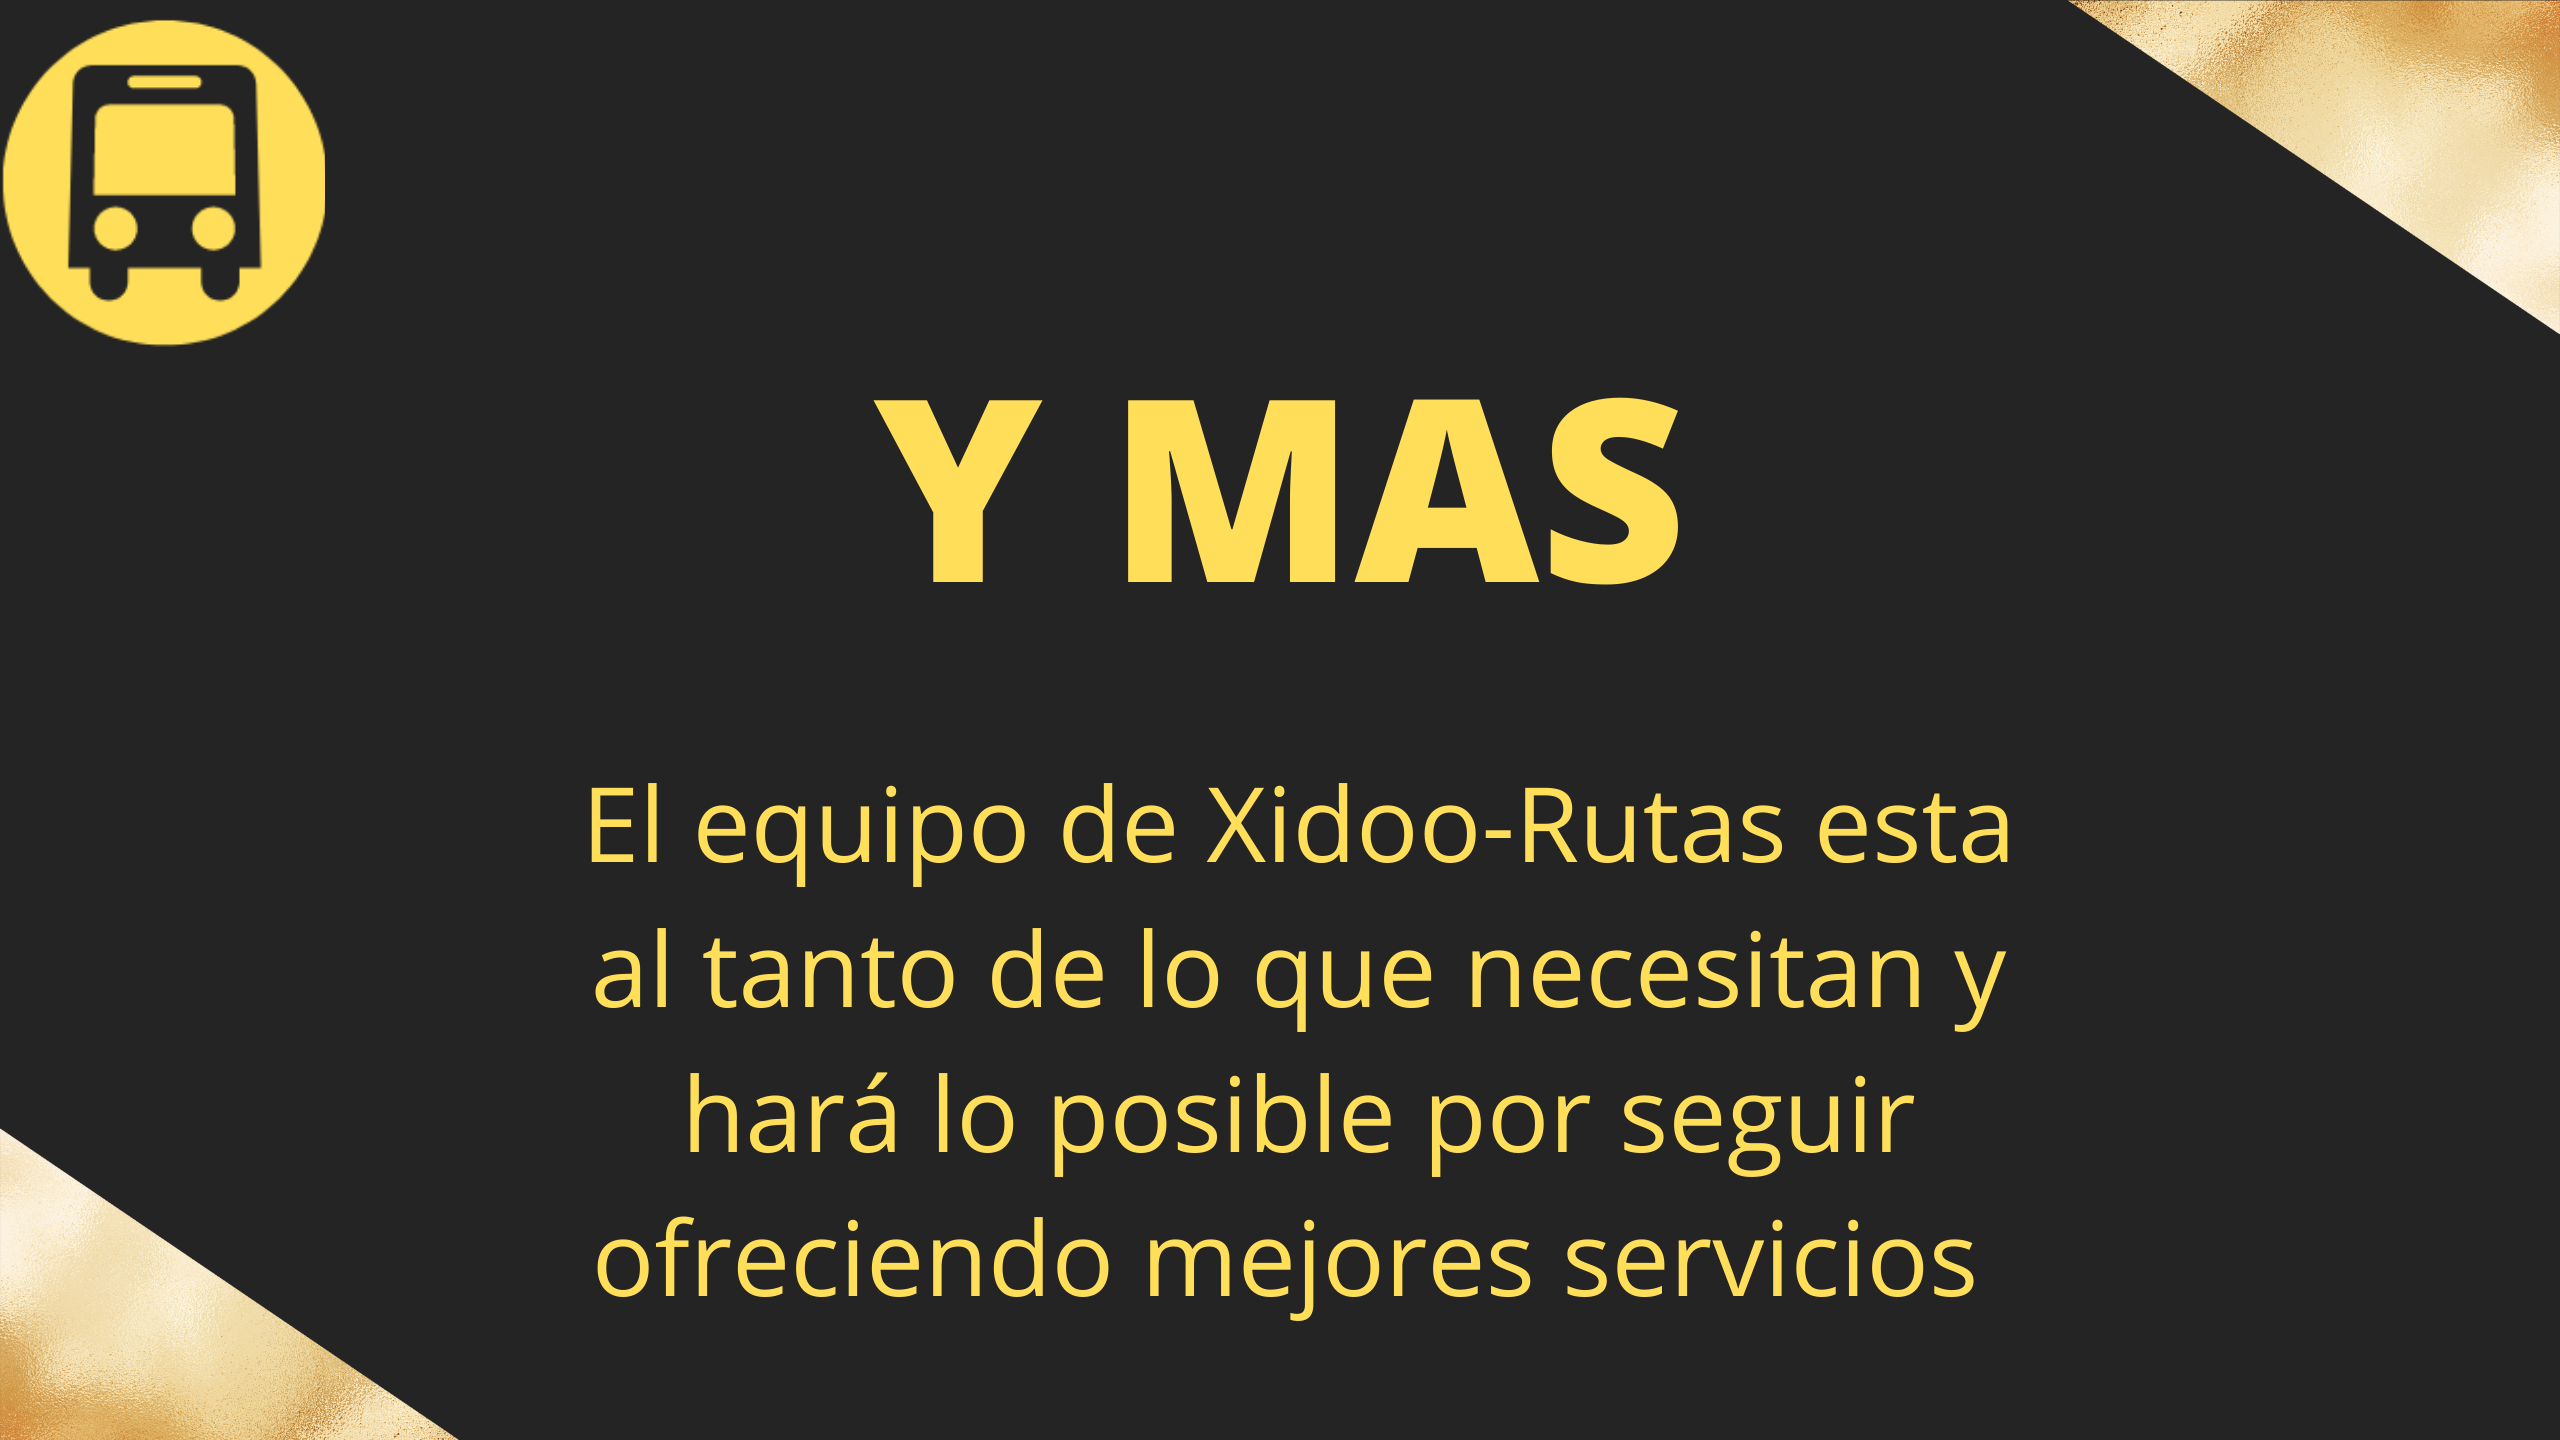 Y MAS
El equipo de Xidoo-Rutas esta
al tanto de lo que necesitan y
hará lo posible por seguir
ofreciendo mejores servicios